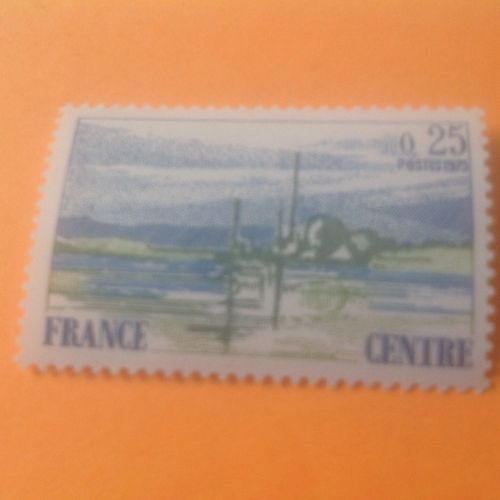 0,25
POSTES 1975
FRANCE
CENTRE